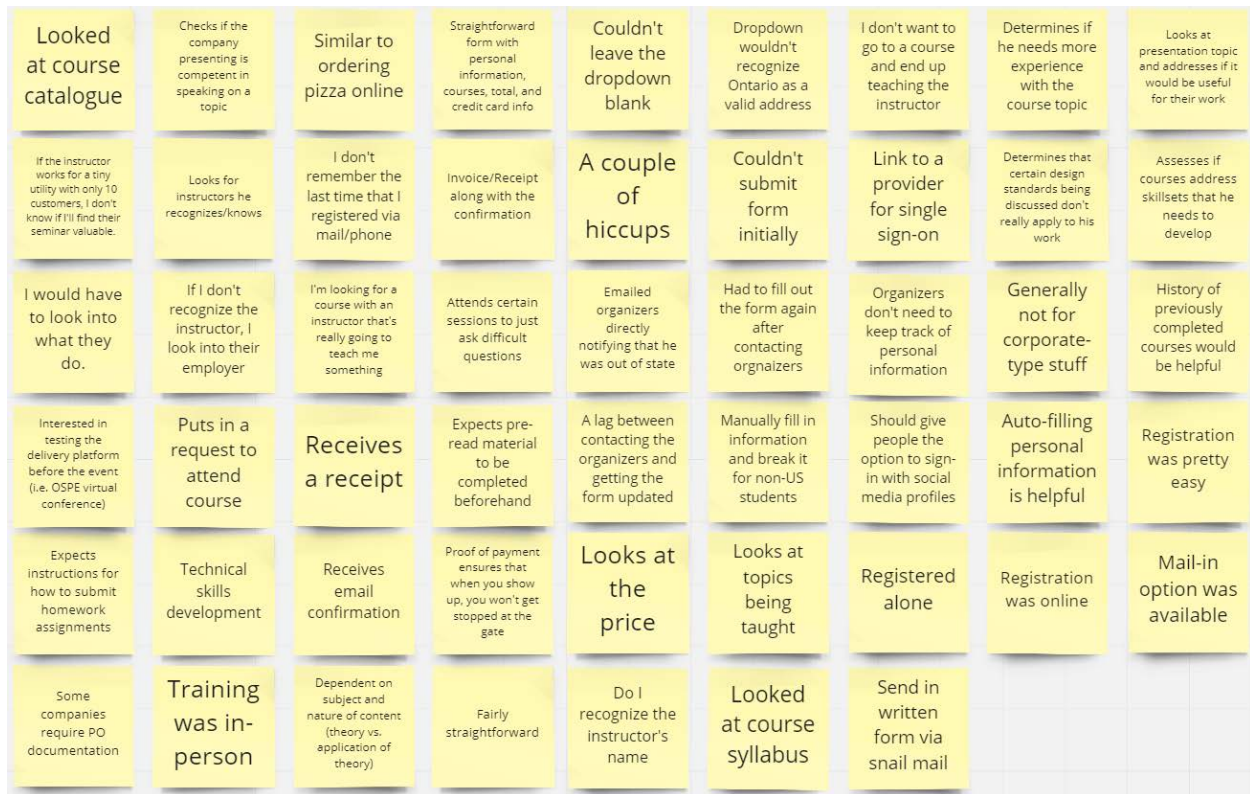 Looked
at course
catalogue
Checks if the
company
presenting is
competent in
speaking on a
topic
Similar to
ordering
pizza online
Straightforward
form with
personal
information,
courses, total, and
credit card info
Couldn't
leave the
dropdown
blank
Dropdown
wouldn't
recognize
Ontario as a
valid address
I don't want to
go to a course
and end up
teaching the
instructor
Determines if
he needs more
experience
with the
course topic
Looks at
presentation topic
and addresses if it
would be useful
for their work
If the instructor
works for a tiny
utility with only 10
customers, I don't
know if I'll find their
seminar valuable.
Looks for
instructors he
recognizes/knows
I don't
remember the
last time that I
registered via
mail/phone
Invoice/Receipt
along with the
confirmation
A couple
of
hiccups
Couldn't
submit
form
initially
Link to a
provider
for single
sign-on
Determines that
certain design
standards being
discussed don't
really apply to his
work
Assesses if
courses address
skillsets that he
needs to
develop
I would have
to look into
what they
do.
If I don't
recognize the
instructor, I
look into their
employer
I'm looking for a
course with an
instructor that's
really going to
teach me
something
Attends certain
sessions to just
ask difficult
questions
Emailed
organizers
directly
notifying that he
was out of state
Had to fill out
the form again
after
contacting
orgnaizers
Organizers
don't need to
keep track of
personal
information
Generally
not for
corporate-
type stuff
History of
previously
completed
courses would
be helpful
Interested in
testing the
delivery platform
before the event
(i.e. OSPE virtual
conference)
Puts in a
request to
attend
course
Receives
a receipt
Expects pre-
read material
to be
completed
beforehand
A lag between
contacting the
organizers and
getting the
form updated
Manually fill in
information
and break it
for non-US
students
Should give
people the
option to sign-
in with social
media profiles
Auto-filling
personal
information
is helpful
Registration
was pretty
easy
Expects
instructions for
how to submit
homework
assignments
Technical
skills
development
Receives
email
confirmation
Proof of payment
ensures that
when you show
up, you won't get
stopped at the
gate
Looks at
the
price
Looks at
topics
being
taught
Registered
alone
Registration
was online
Mail-in
option was
available
Some
companies
require PO
documentation
Training
was in-
person
Dependent on
subject and
nature of content
(theory vs.
application of
theory)
Fairly
straightforward
Do I
recognize the
instructor's
name
Looked
at course
syllabus
Send in
written
form via
snail mail